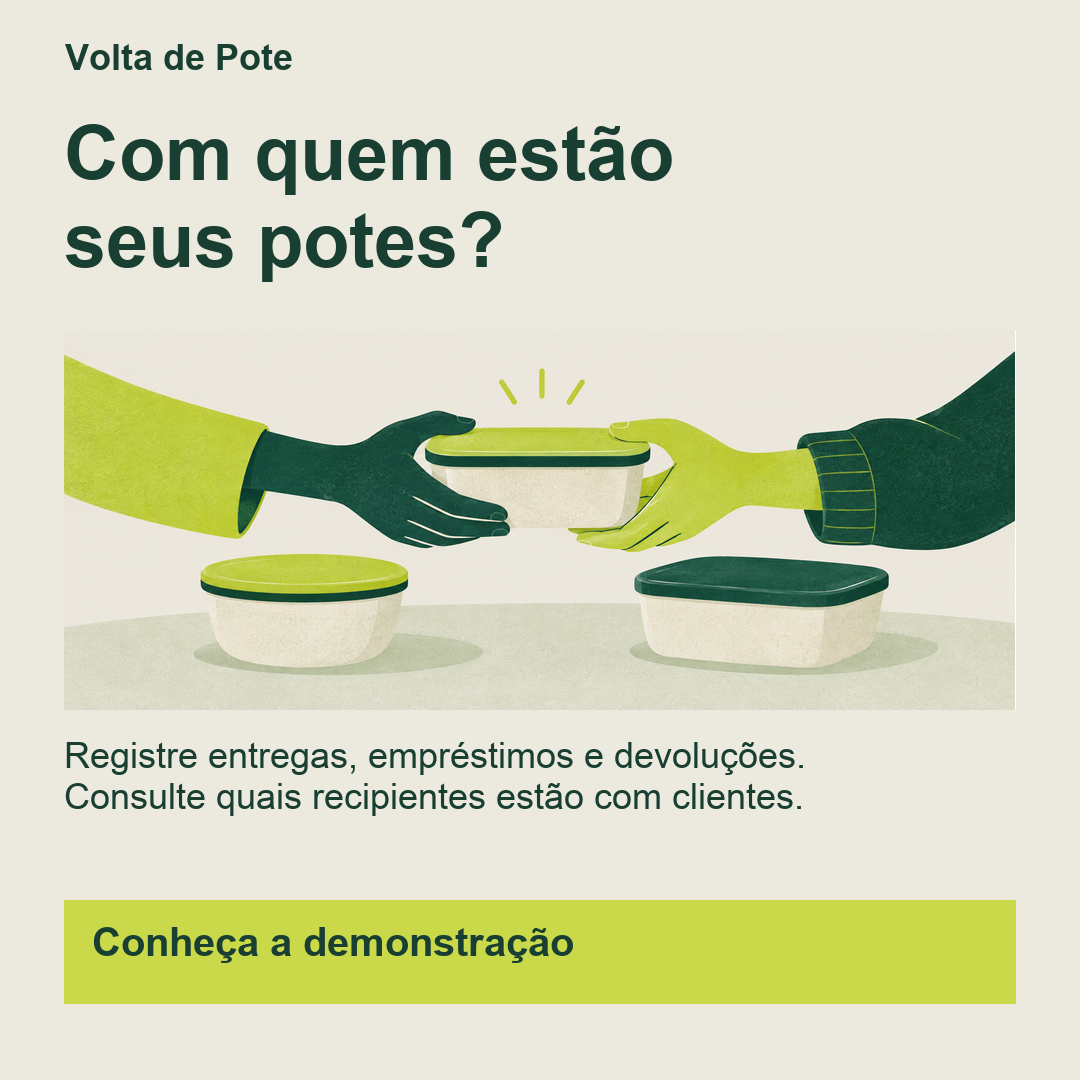 Volta de Pote
Com quem estão
seus potes?
Registre entregas, empréstimos e devoluções.
Consulte quais recipientes estão com clientes.
Conheça a demonstração